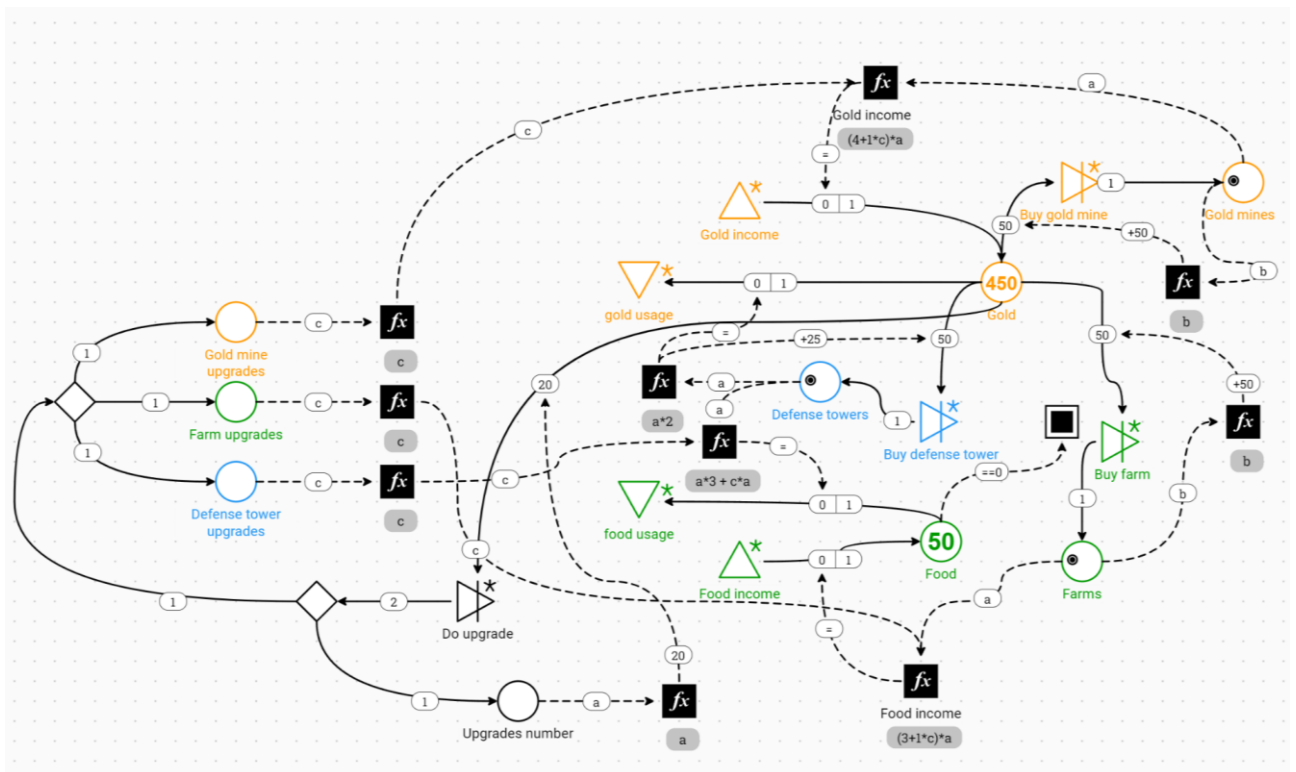 fx
Gold income
(4+1*c)*a
a
c
=
1
Buy gold mine
Gold mines
0 1
Gold income
50
+50
b
fx
b
450
Gold
0 1
gold usage
=
+25
50
50
fx
c
c
Gold mine
upgrades
1
20
fx
a*2
a
a
Defense towers
1
Buy defense tower
+50
fx
b
1
c
fx
c
Farm upgrades
1
fx
a*3 + c*a
=
==0
Buy farm
c
fx
c
Defense tower
upgrades
c
0 1
food usage
1
b
50
Food
0 1
Food income
c
Farms
a
1
2
Do upgrade
=
20
fx
Food income
(3+1*c)*a
1
Upgrades number
a
fx
a